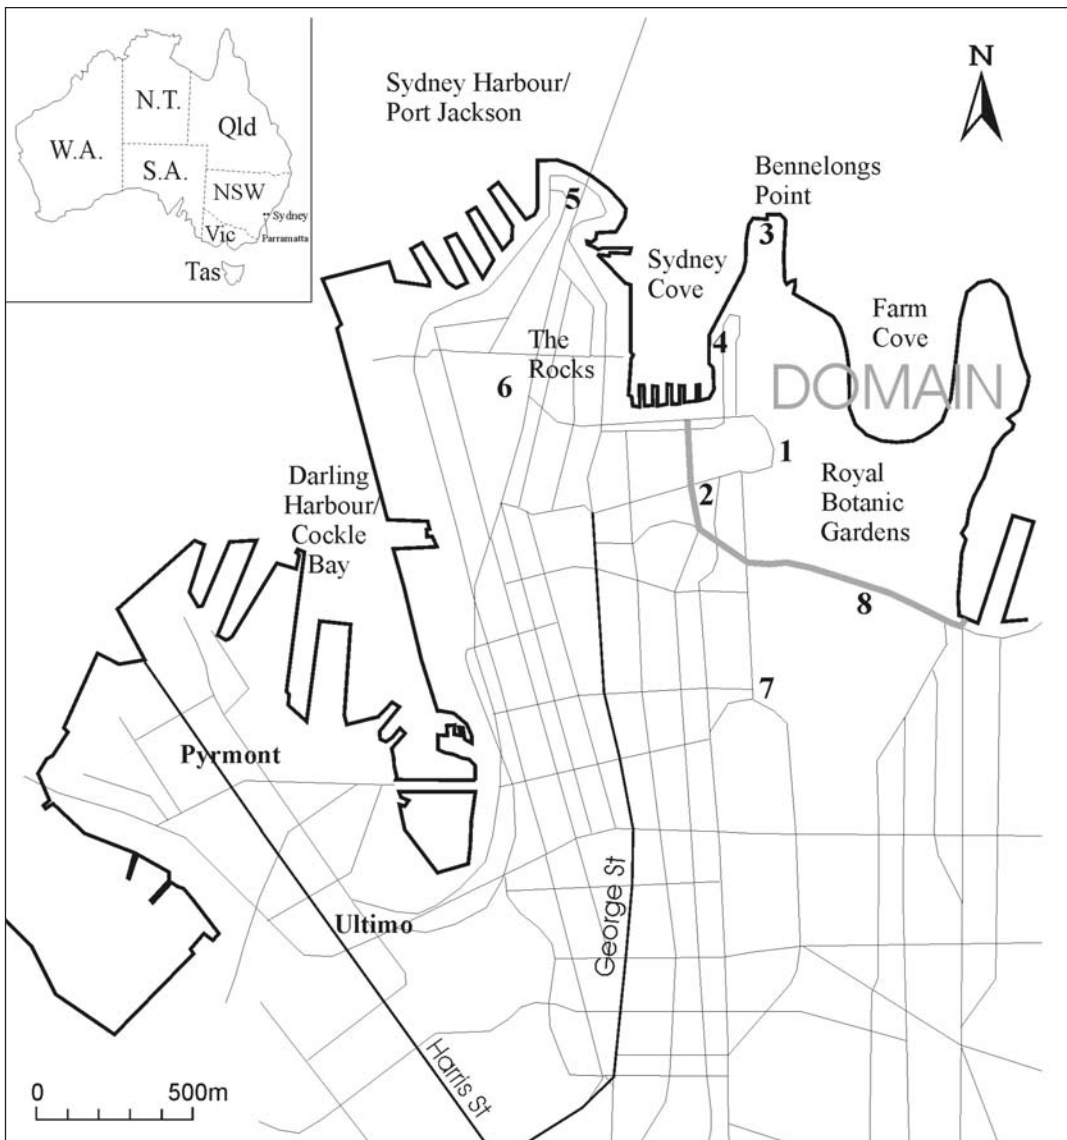 N.T.
Qld
W.A.
S.A.
NSW
Sydney
Vic
Parramatta
Tas
Sydney Harbour/
Port Jackson
N
Bennelongs
Point
5
3
Sydney
Cove
Farm
Cove
The
Rocks
4
6
DOMAIN
1
Royal
Botanic
Gardens
2
Darling
Harbour/
Cockle
Bay
8
7
Pyrmont
George St
Ultimo
Harris St
0 500m